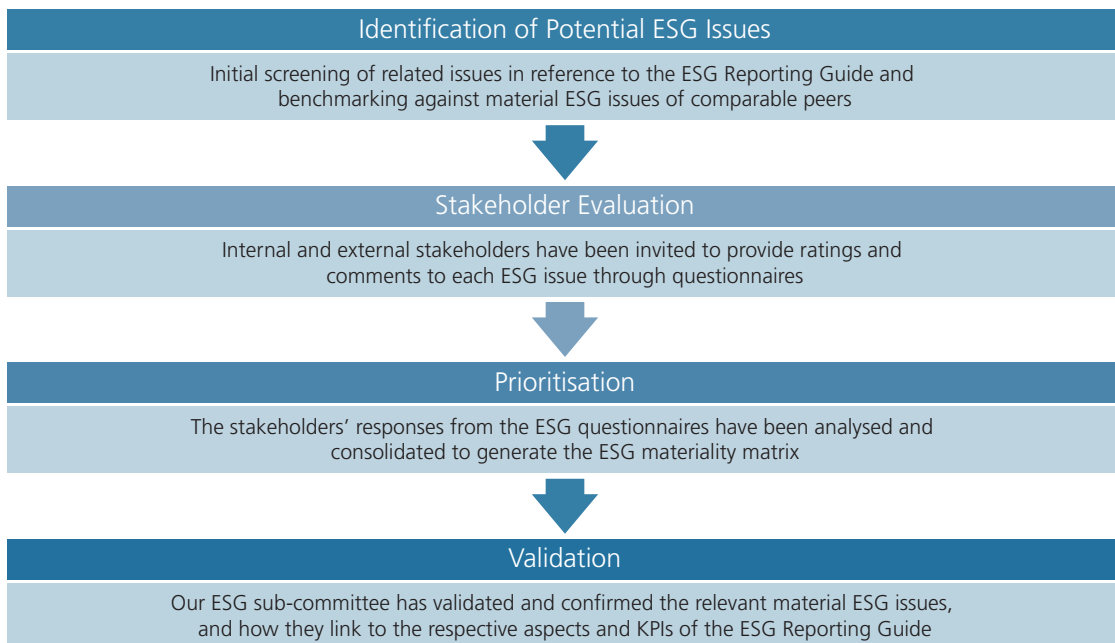 Identification of Potential ESG Issues
Initial screening of related issues in reference to the ESG Reporting Guide and
benchmarking against material ESG issues of comparable peers
Stakeholder Evaluation
Internal and external stakeholders have been invited to provide ratings and
comments to each ESG issue through questionnaires
Prioritisation
The stakeholders’ responses from the ESG questionnaires have been analysed and
consolidated to generate the ESG materiality matrix
Validation
Our ESG sub-committee has validated and confirmed the relevant material ESG issues,
and how they link to the respective aspects and KPIs of the ESG Reporting Guide